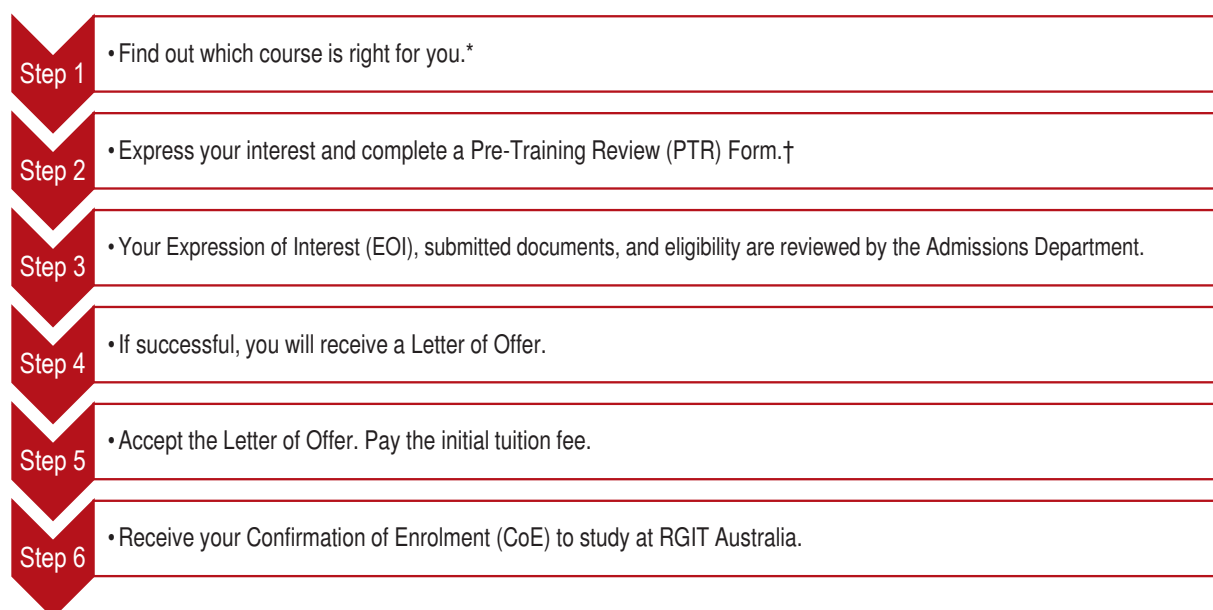 Step 1
• Find out which course is right for you.*
Step 2
• Express your interest and complete a Pre-Training Review (PTR) Form.†
Step 3
• Your Expression of Interest (EOI), submitted documents, and eligibility are reviewed by the Admissions Department.
Step 4
• If successful, you will receive a Letter of Offer.
Step 5
• Accept the Letter of Offer. Pay the initial tuition fee.
Step 6
• Receive your Confirmation of Enrolment (CoE) to study at RGIT Australia.